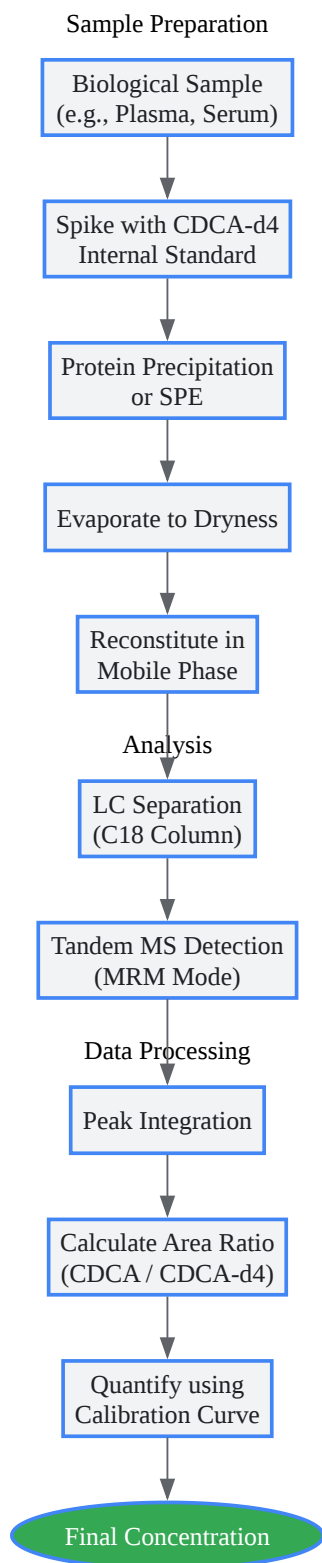 Sample Preparation
Biological Sample
(e.g., Plasma, Serum)
Spike with CDCA-d4
Internal Standard
Protein Precipitation
or SPE
Evaporate to Dryness
Reconstitute in
Mobile Phase
Analysis
LC Separation
(C18 Column)
Tandem MS Detection
(MRM Mode)
Data Processing
Peak Integration
Calculate Area Ratio
(CDCA / CDCA-d4)
Quantify using
Calibration Curve
Final Concentration